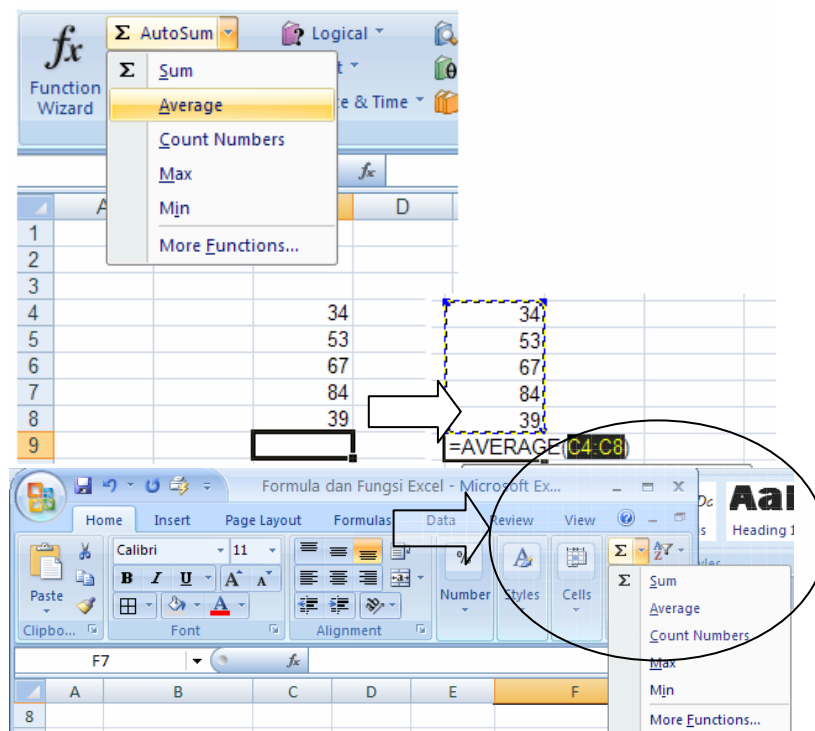 fx
Function
Wizard
Σ AutoSum
Logical
Σ Sum
Average
e & Time
Count Numbers
Max
fx
Min
D
More Functions...
1
2
3
4 34 34
5 53 53
6 67 67
7 84 84
8 39 39
9 =AVERAGE(C4:C8)
Formula dan Fungsi Excel - Microsoft Ex...
Home Insert Page Layout Formulas Data Review View
Heading 1
Calibri 11
B I U A A
A
Paste
Clipbo... Font Alignment
% Number
Styles
Cells
Σ
Σ Sum
Average
Count Numbers
Max
Min
More Functions...
F7 fx
A B C D E F
8